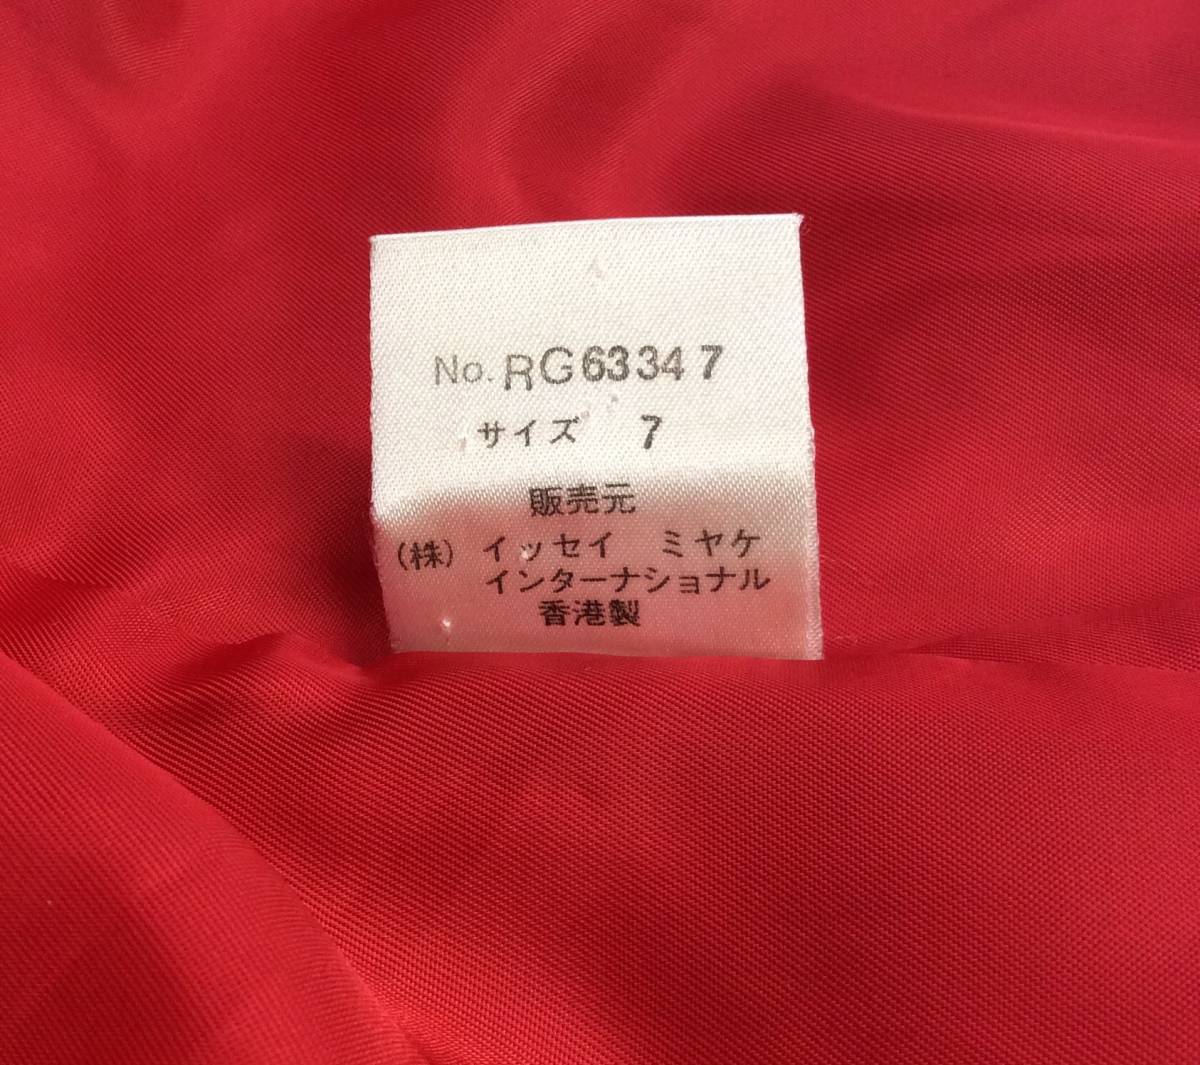 No. RG63347
サイズ 7
販売元
(株) イッセイ ミヤケ
インターナショナル
香港製